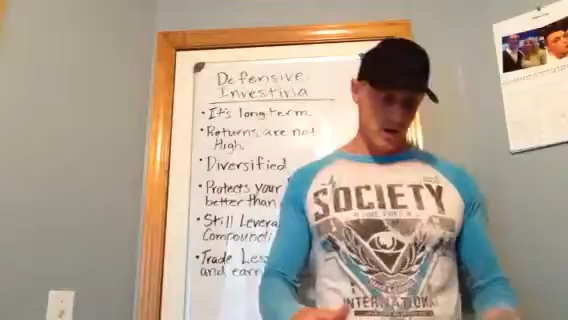 Defensive
Investing
• It's long term.
• Returns are not
High.
• Diversified
• Protects your
better than
• Still Levera
Compoundi
• Trade Less
and earn
SOCIETY
INTERNATIONAL